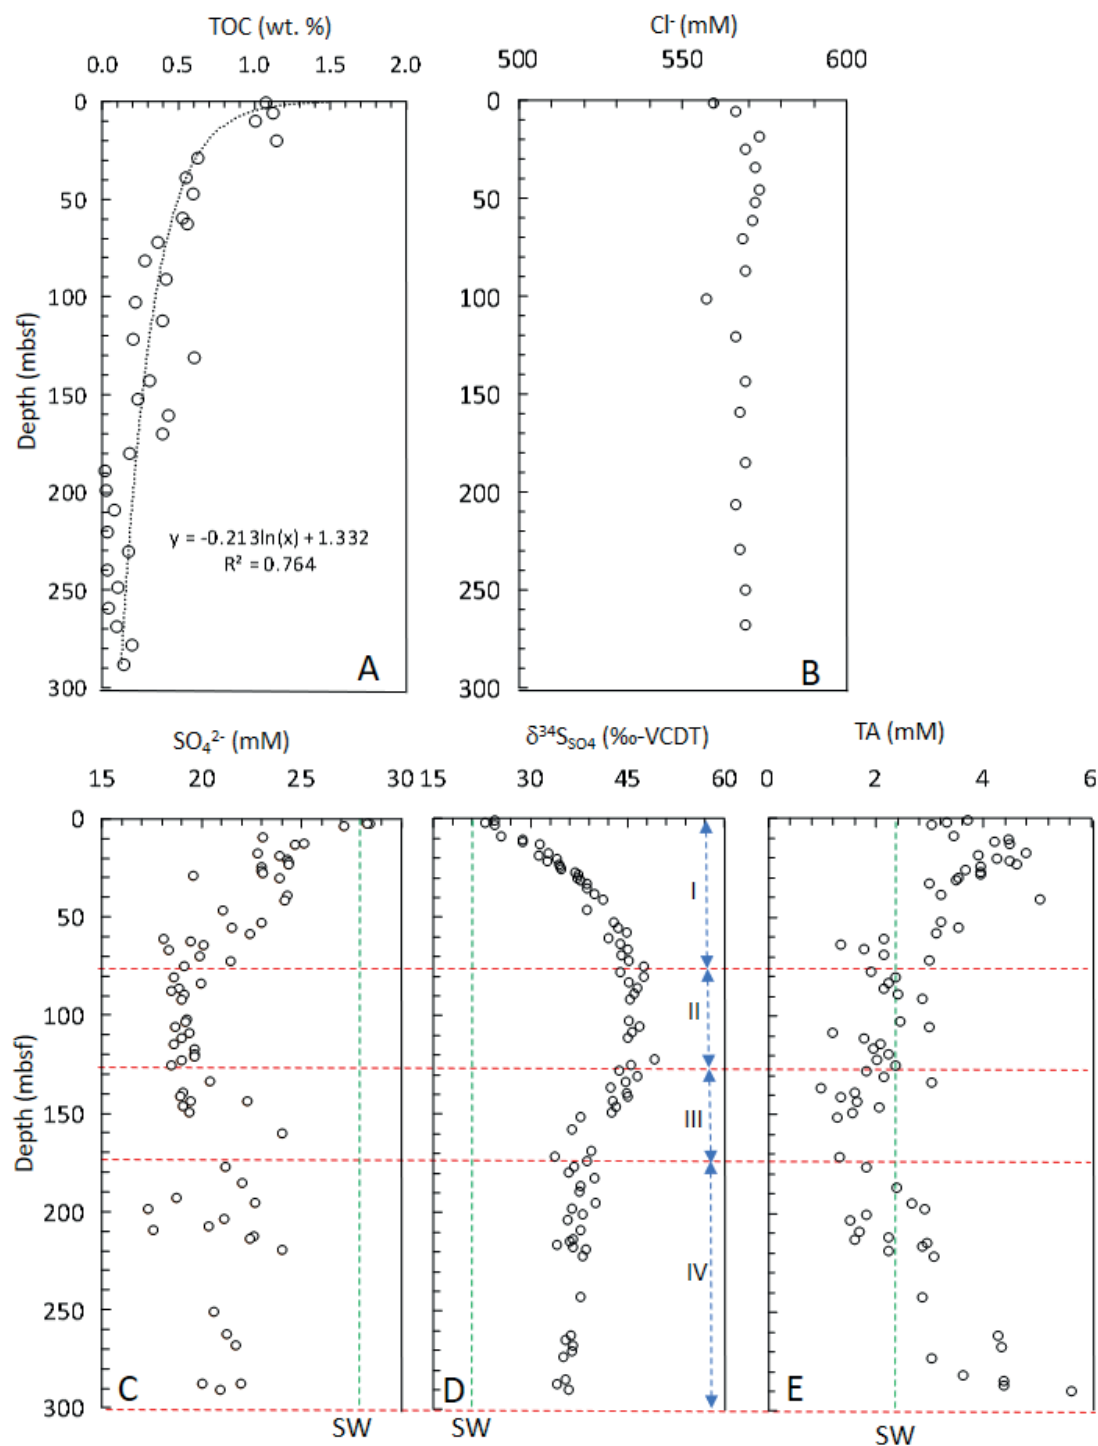 TOC (wt. %)
Cl⁻ (mM)
0.0 0.5 1.0 1.5 2.0
500 550 600
0
50
100
150
200
250
300
Depth (mbsf)
y = -0.213ln(x) + 1.332
R² = 0.764
A
0
50
100
150
200
250
300
B
SO₄²⁻ (mM)
δ³⁴S_SO4 (‰-VCDT)
TA (mM)
15 20 25 30
15 30 45 60
0 2 4 6
0
50
100
150
200
250
300
Depth (mbsf)
I
II
III
IV
C
D
E
SW
SW
SW